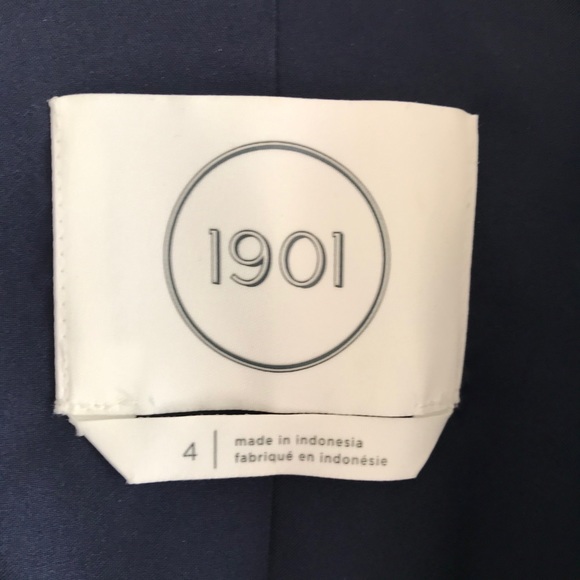 1901
4
made in indonesia
fabriqué en indonésie